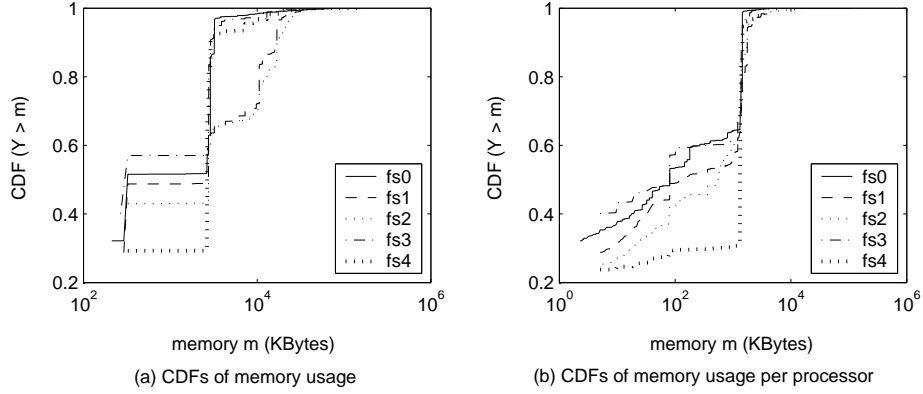 1
0.8
0.6
0.4
0.2
CDF (Y > m)
fs0
fs1
fs2
fs3
fs4
10^2
10^4
10^6
memory m (KBytes)
(a) CDFs of memory usage
1
0.8
0.6
0.4
0.2
CDF (Y > m)
fs0
fs1
fs2
fs3
fs4
10^0
10^2
10^4
10^6
memory m (KBytes)
(b) CDFs of memory usage per processor